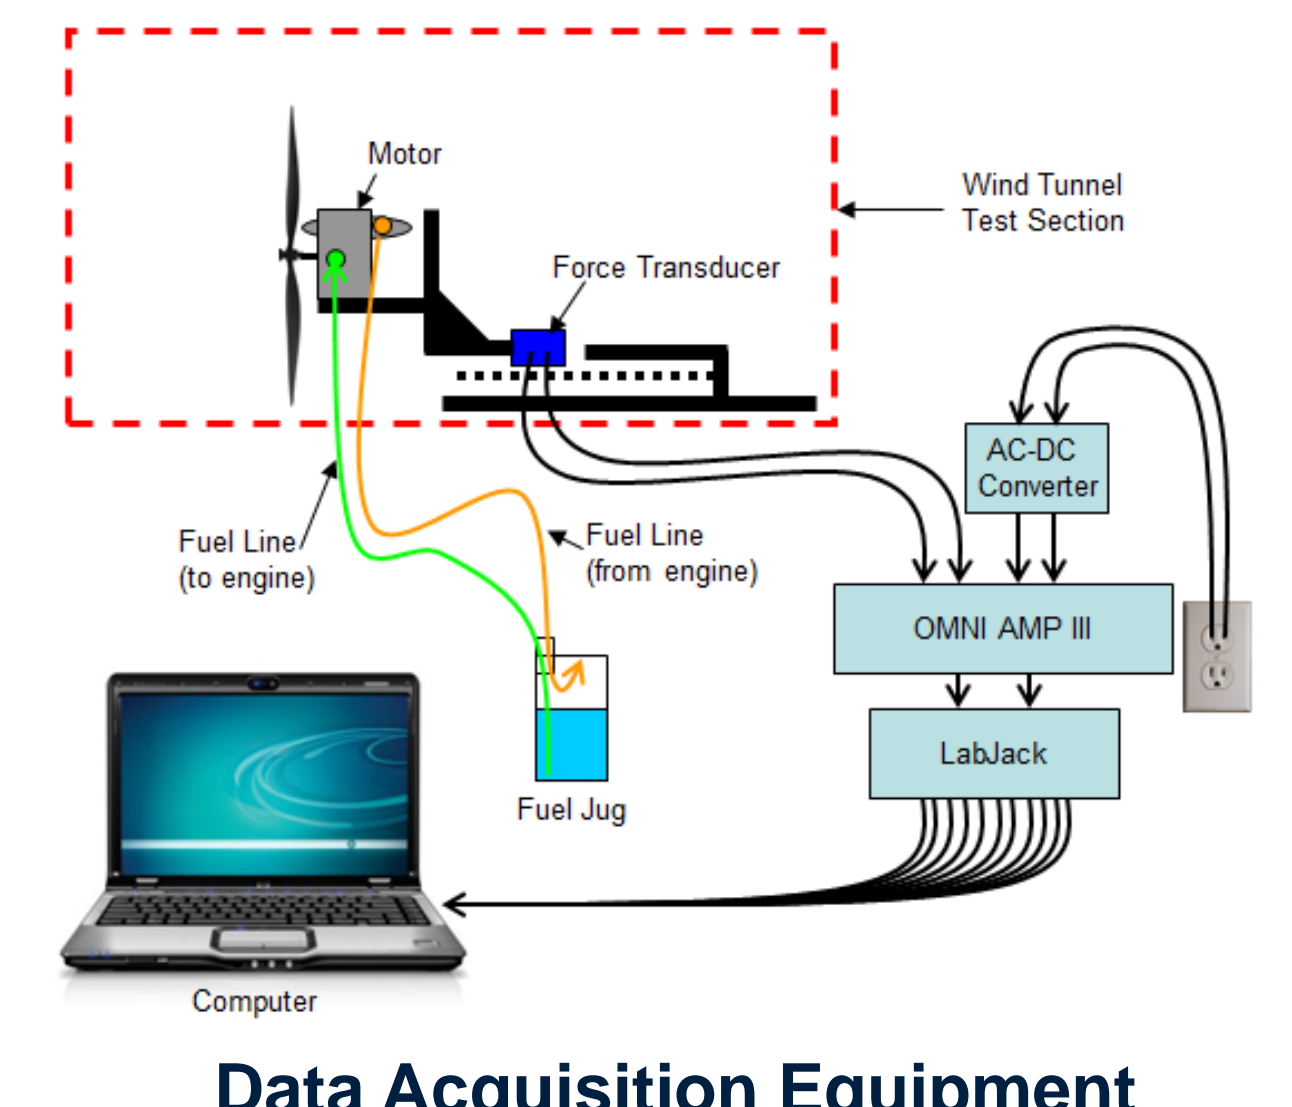 Motor
Wind Tunnel
Test Section
Force Transducer
AC-DC
Converter
Fuel Line
(to engine)
Fuel Line
(from engine)
OMNI AMP III
LabJack
Fuel Jug
Computer
Data Acquisition Equipment